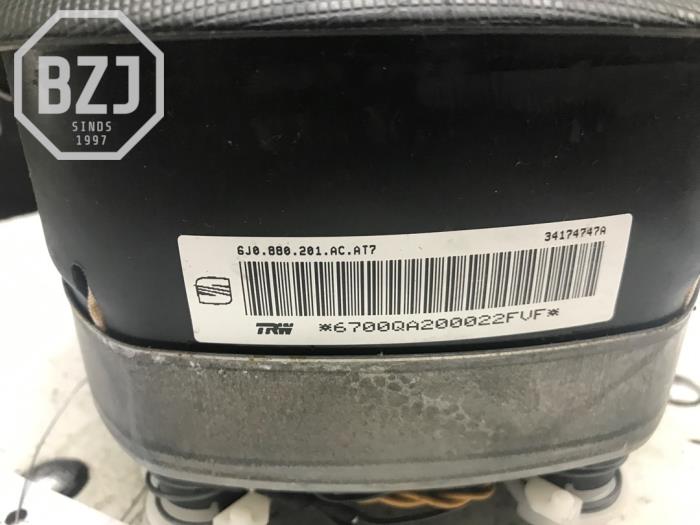 BZJ
SINDS
1997
6J0.880.201.AC.AT7 34174747A
TRW *6700QA200022FVF*